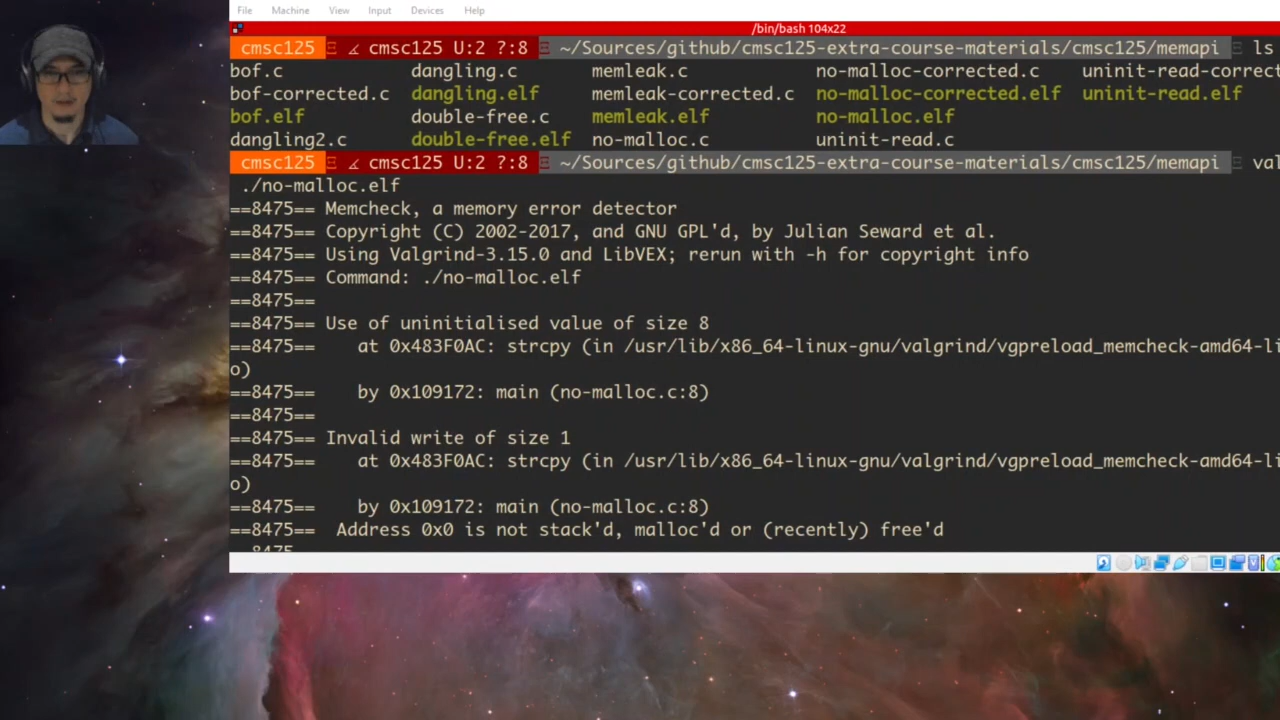 File Machine View Input Devices Help
/bin/bash 104x22
cmsc125 ∡ cmsc125 U:2 ?:8 ~/Sources/github/cmsc125-extra-course-materials/cmsc125/memapi ls
bof.c dangling.c memleak.c no-malloc-corrected.c uninit-read-correct
bof-corrected.c dangling.elf memleak-corrected.c no-malloc-corrected.elf uninit-read.elf
bof.elf double-free.c memleak.elf no-malloc.elf
dangling2.c double-free.elf no-malloc.c uninit-read.c
cmsc125 ∡ cmsc125 U:2 ?:8 ~/Sources/github/cmsc125-extra-course-materials/cmsc125/memapi val
./no-malloc.elf
==8475== Memcheck, a memory error detector
==8475== Copyright (C) 2002-2017, and GNU GPL'd, by Julian Seward et al.
==8475== Using Valgrind-3.15.0 and LibVEX; rerun with -h for copyright info
==8475== Command: ./no-malloc.elf
==8475==
==8475== Use of uninitialised value of size 8
==8475== at 0x483F0AC: strcpy (in /usr/lib/x86_64-linux-gnu/valgrind/vgpreload_memcheck-amd64-li
o)
==8475== by 0x109172: main (no-malloc.c:8)
==8475==
==8475== Invalid write of size 1
==8475== at 0x483F0AC: strcpy (in /usr/lib/x86_64-linux-gnu/valgrind/vgpreload_memcheck-amd64-li
o)
==8475== by 0x109172: main (no-malloc.c:8)
==8475== Address 0x0 is not stack'd, malloc'd or (recently) free'd